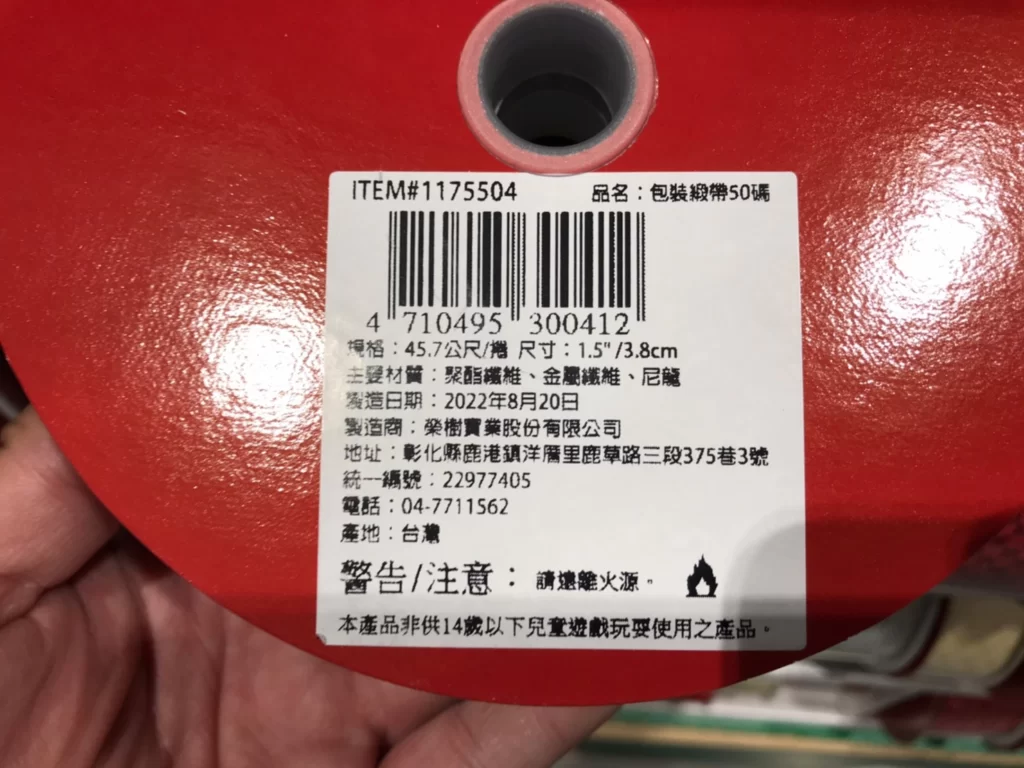 ITEM#1175504
品名：包裝緞帶50碼
4 710495 300412
規格：45.7公尺/捲 尺寸：1.5"/3.8cm
主要材質：聚酯纖維、金屬纖維、尼龍
製造日期：2022年8月20日
製造商：榮樹實業股份有限公司
地址：彰化縣鹿港鎮洋厝里鹿草路三段375巷3號
統一編號：22977405
電話：04-7711562
產地：台灣
警告/注意：請遠離火源。
本產品非供14歲以下兒童遊戲玩耍使用之產品。